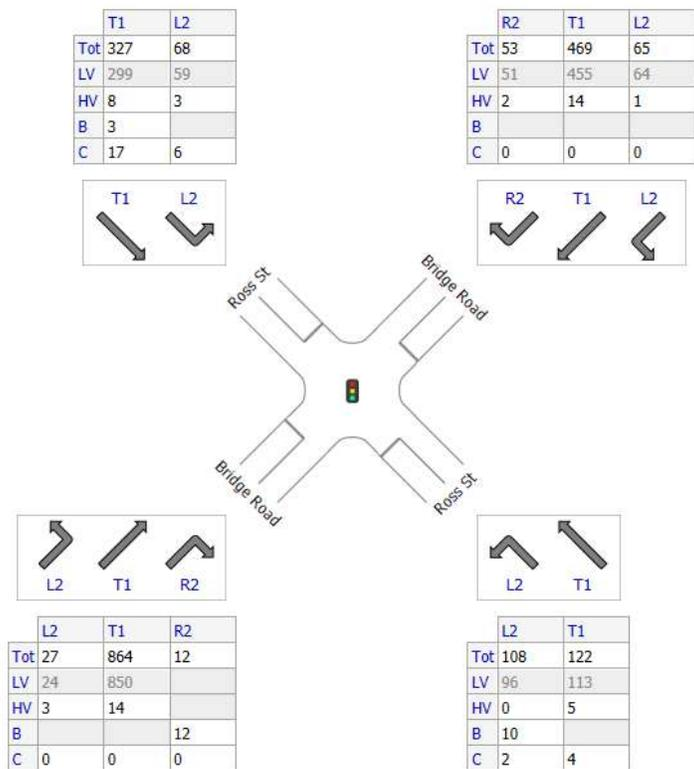 T1 L2
Tot 327 68
LV 299 59
HV 8 3
B 3
C 17 6
R2 T1 L2
Tot 53 469 65
LV 51 455 64
HV 2 14 1
B
C 0 0 0
T1 L2
R2 T1 L2
Ross St
Bridge Road
Bridge Road
Ross St
L2 T1 R2
L2 T1
L2 T1 R2
Tot 27 864 12
LV 24 850
HV 3 14
B 12
C 0 0 0
L2 T1
Tot 108 122
LV 96 113
HV 0 5
B 10
C 2 4